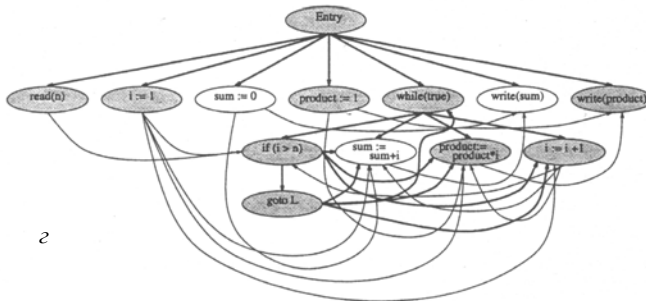 Entry
read(n)
i := 1
sum := 0
product := 1
while(true)
write(sum)
write(product)
if (i > n)
sum :=
sum+i
product:=
product*i
i := i +1
goto L
г